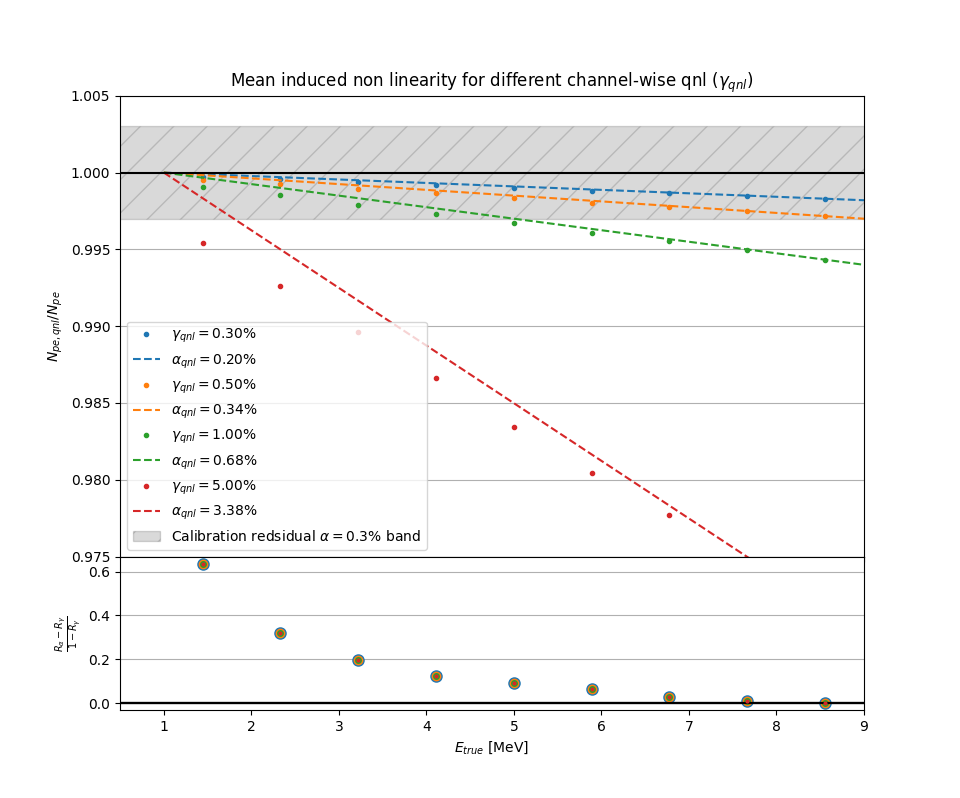 Mean induced non linearity for different channel-wise qnl (γqnl)
1.005
1.000
0.995
0.990
0.985
0.980
0.975
Npe,qnl/Npe
γqnl = 0.30%
αqnl = 0.20%
γqnl = 0.50%
αqnl = 0.34%
γqnl = 1.00%
αqnl = 0.68%
γqnl = 5.00%
αqnl = 3.38%
Calibration redsidual α = 0.3% band
0.6
0.4
0.2
0.0
Rα − Rγ
1 − Rγ
1 2 3 4 5 6 7 8 9
Etrue [MeV]